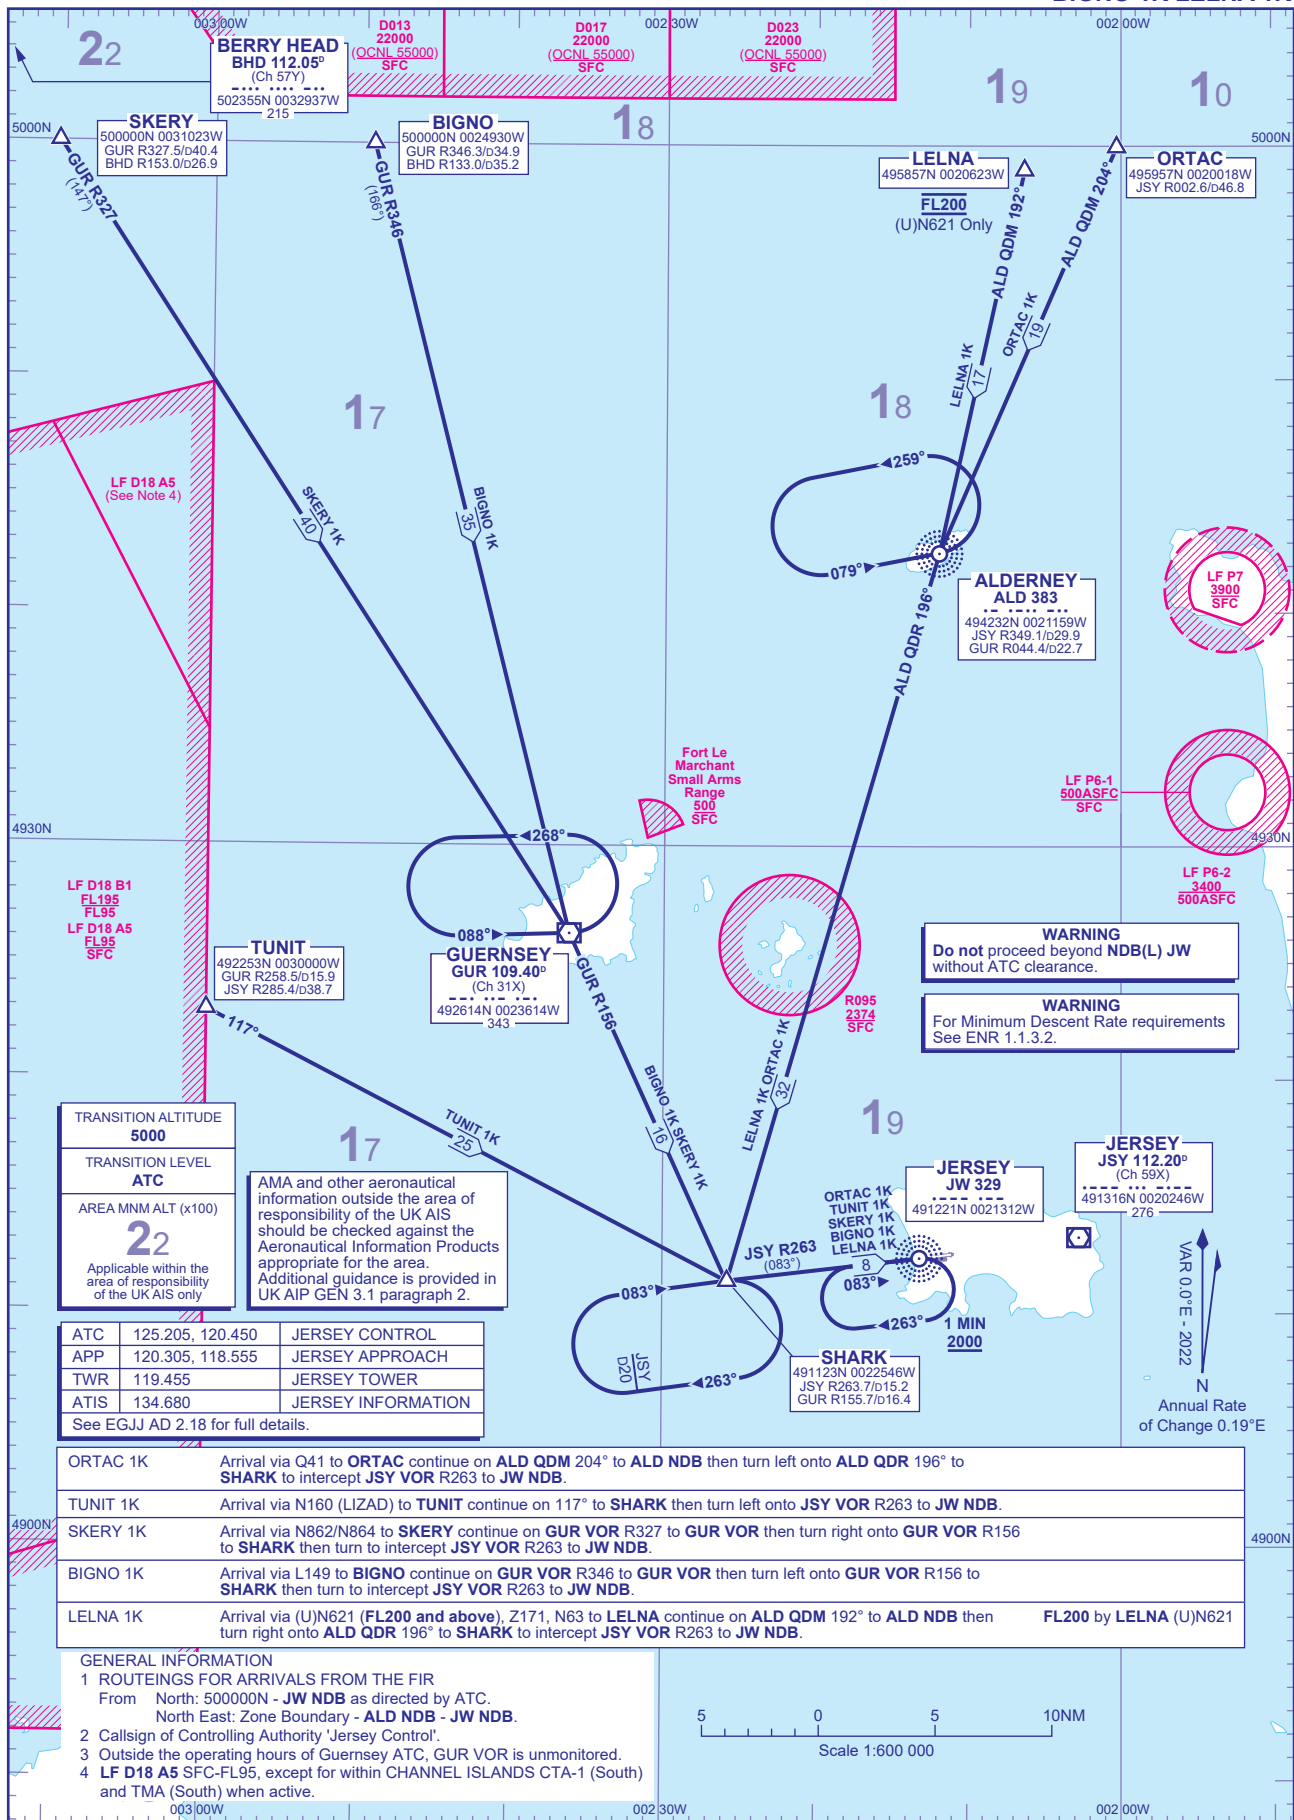 003°00'W
002°30'W
002°00'W
BERRY HEAD
BHD 112.05ᴰ
(Ch 57Y)
502355N 0032937W
215
D013
22000
(OCNL 55000)
SFC
D017
22000
(OCNL 55000)
SFC
D023
22000
(OCNL 55000)
SFC
22
18
19
10
5000N
5000N
SKERY
500000N 0031023W
GUR R327.5/D40.4
BHD R153.0/D26.9
BIGNO
500000N 0024930W
GUR R346.3/D34.9
BHD R133.0/D35.2
LELNA
495857N 0020623W
FL200
(U)N621 Only
ORTAC
495957N 0020018W
JSY R002.6/D46.8
GUR R327
(147°)
GUR R346
(166°)
ALD QDM 192°
ALD QDM 204°
ORTAC 1K
19
LELNA 1K
17
17
18
LF D18 A5
(See Note 4)
SKERY 1K
40
BIGNO 1K
35
259°
079°
ALDERNEY
ALD 383
494232N 0021159W
JSY R349.1/D29.9
GUR R044.4/D22.7
ALD QDR 196°
LF P7
3900
SFC
Fort Le
Marchant
Small Arms
Range
500
SFC
LF P6-1
500ASFC
SFC
4930N
4930N
LF P6-2
3400
500ASFC
268°
088°
LF D18 B1
FL195
FL95
LF D18 A5
FL95
SFC
TUNIT
492253N 0030000W
GUR R258.5/D15.9
JSY R285.4/D38.7
GUERNSEY
GUR 109.40ᴰ
(Ch 31X)
492614N 0023614W
343
WARNING
Do not proceed beyond NDB(L) JW
without ATC clearance.
R095
2374
SFC
WARNING
For Minimum Descent Rate requirements
See ENR 1.1.3.2.
117°
GUR R156
BIGNO 1K SKERY 1K
16
LELNA 1K ORTAC 1K
32
TUNIT 1K
25
17
19
TRANSITION ALTITUDE
5000
TRANSITION LEVEL
ATC
AREA MNM ALT (x100)
22
Applicable within the
area of responsibility
of the UK AIS only
AMA and other aeronautical
information outside the area of
responsibility of the UK AIS
should be checked against the
Aeronautical Information Products
appropriate for the area.
Additional guidance is provided in
UK AIP GEN 3.1 paragraph 2.
JERSEY
JW 329
491221N 0021312W
JERSEY
JSY 112.20ᴰ
(Ch 59X)
491316N 0020246W
276
ORTAC 1K
TUNIT 1K
SKERY 1K
BIGNO 1K
LELNA 1K
8
JSY R263
(083°)
083°
083°
263°
1 MIN
2000
JSY
D20
263°
SHARK
491123N 0022546W
JSY R263.7/D15.2
GUR R155.7/D16.4
VAR 0.0°E - 2022
N
Annual Rate
of Change 0.19°E
ATC 125.205, 120.450 JERSEY CONTROL
APP 120.305, 118.555 JERSEY APPROACH
TWR 119.455 JERSEY TOWER
ATIS 134.680 JERSEY INFORMATION
See EGJJ AD 2.18 for full details.
ORTAC 1K Arrival via Q41 to ORTAC continue on ALD QDM 204° to ALD NDB then turn left onto ALD QDR 196° to
SHARK to intercept JSY VOR R263 to JW NDB.
TUNIT 1K Arrival via N160 (LIZAD) to TUNIT continue on 117° to SHARK then turn left onto JSY VOR R263 to JW NDB.
4900N
4900N
SKERY 1K Arrival via N862/N864 to SKERY continue on GUR VOR R327 to GUR VOR then turn right onto GUR VOR R156
to SHARK then turn to intercept JSY VOR R263 to JW NDB.
BIGNO 1K Arrival via L149 to BIGNO continue on GUR VOR R346 to GUR VOR then turn left onto GUR VOR R156 to
SHARK then turn to intercept JSY VOR R263 to JW NDB.
LELNA 1K Arrival via (U)N621 (FL200 and above), Z171, N63 to LELNA continue on ALD QDM 192° to ALD NDB then FL200 by LELNA (U)N621
turn right onto ALD QDR 196° to SHARK to intercept JSY VOR R263 to JW NDB.
GENERAL INFORMATION
1 ROUTEINGS FOR ARRIVALS FROM THE FIR
From North: 500000N - JW NDB as directed by ATC.
North East: Zone Boundary - ALD NDB - JW NDB.
2 Callsign of Controlling Authority 'Jersey Control'.
3 Outside the operating hours of Guernsey ATC, GUR VOR is unmonitored.
4 LF D18 A5 SFC-FL95, except for within CHANNEL ISLANDS CTA-1 (South)
and TMA (South) when active.
5 0 5 10NM
Scale 1:600 000
003°00'W
002°30'W
002°00'W